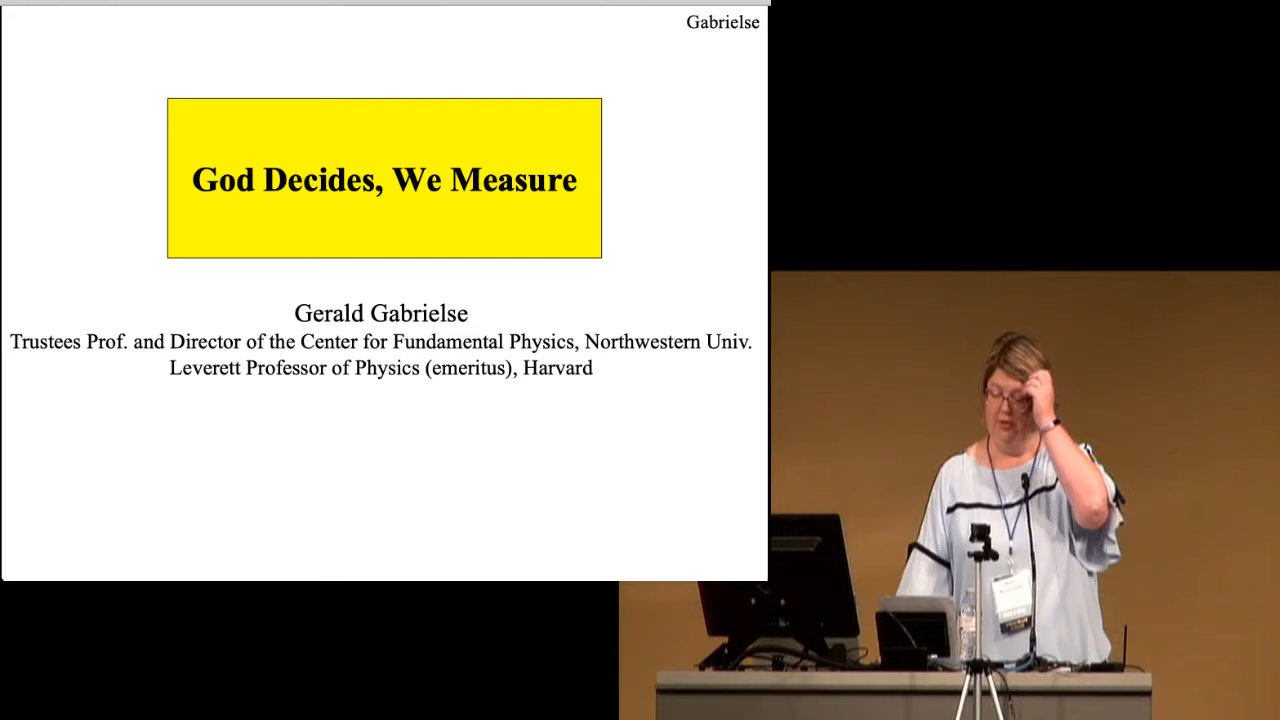 Gabrielse
God Decides, We Measure
Gerald Gabrielse
Trustees Prof. and Director of the Center for Fundamental Physics, Northwestern Univ.
Leverett Professor of Physics (emeritus), Harvard